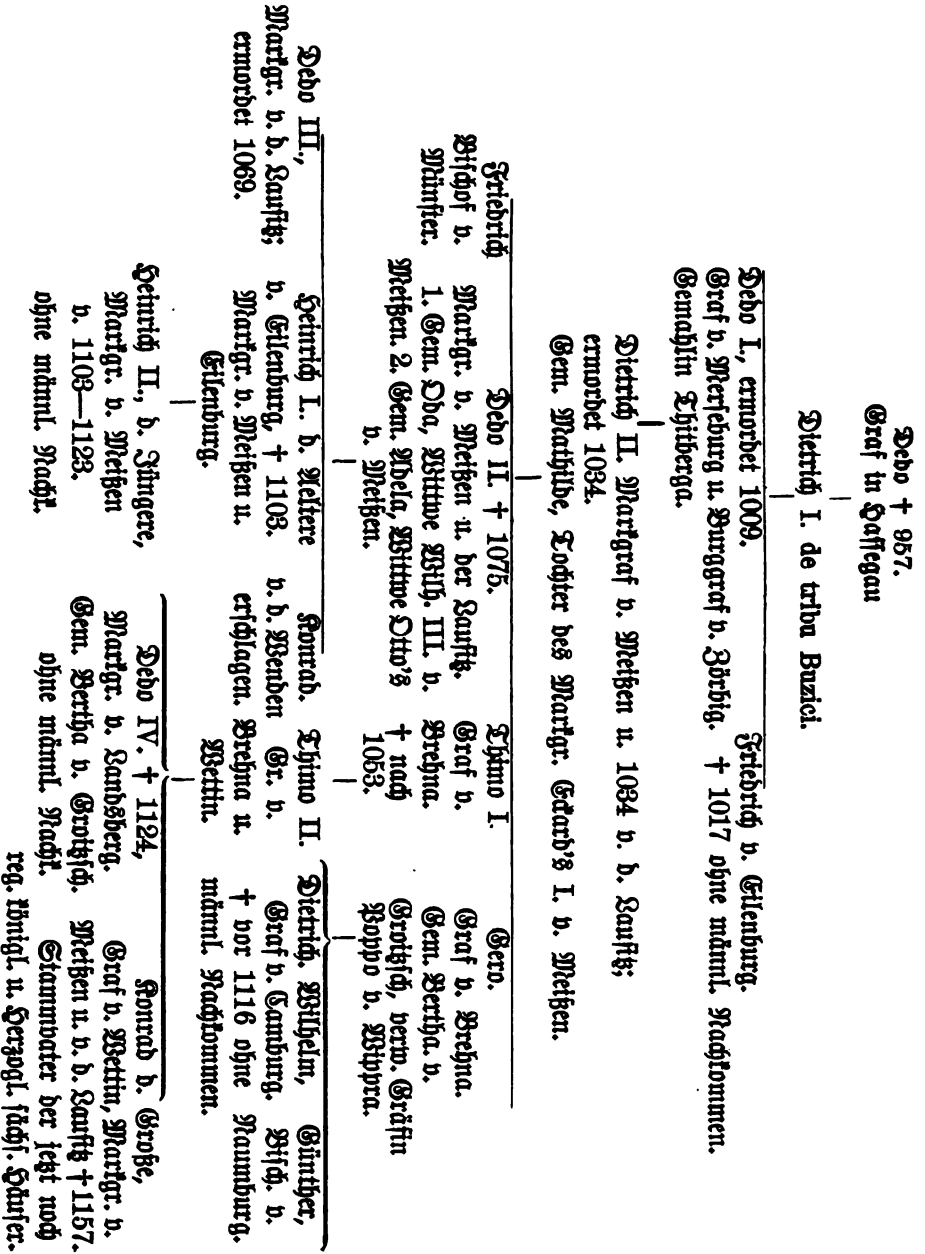 Dedo † 957.
Graf in Hassegau
Dietrich I. de tribu Buzici.
Dedo I, ermordet 1009.
Graf v. Merseburg u. Burggraf v. Zörbig.
Gemahlin Thitberga.
Friedrich v. Eilenburg.
† 1017 ohne männl. Nachkommen.
Dietrich II. Markgraf v. Meißen u. 1034 v. d. Lausitz;
ermordet 1034.
Gem. Mathilde, Tochter des Markgr. Eckard's I. v. Meißen.
Friedrich
Bischof v.
Münster.
Dedo II † 1075.
Markgr. v. Meißen u. der Lausitz.
1. Gem. Oda, Wittwe Wilh. III. v.
Meißen. 2. Gem. Adela, Wittwe Otto's
v. Meißen.
Thimo I.
Graf v.
Brehna.
† nach
1053.
Gero.
Graf v. Brehna.
Gem. Bertha. v.
Groitzsch, verw. Gräfin
Poppo v. Wippra.
Dedo III.,
Markgr. v. d. Lausitz;
ermordet 1069.
Heinrich I. d. Aeltere
v. Eilenburg, † 1103.
Markgr. v. Meißen u.
Eilenburg.
Konrad.
v. d. Wenden
erschlagen.
Thimo II.
Gr. v.
Brehna u.
Wettin.
Dietrich. Wilhelm,
Graf v. Camburg.
† vor 1116 ohne
männl. Nachkommen.
Günther,
Bisch. v.
Naumburg.
Heinrich II., d. Jüngere,
Markgr. v. Meißen
v. 1103—1123.
ohne männl. Nachk.
Dedo IV. † 1124,
Markgr. v. Landsberg.
Gem. Bertha v. Groitzsch.
ohne männl. Nachk.
Konrad d. Große,
Graf v. Wettin, Markgr. v.
Meißen u. v. d. Lausitz † 1157.
Stammvater der jetzt noch
reg. königl. u. Herzogl. sächs. Häuser.